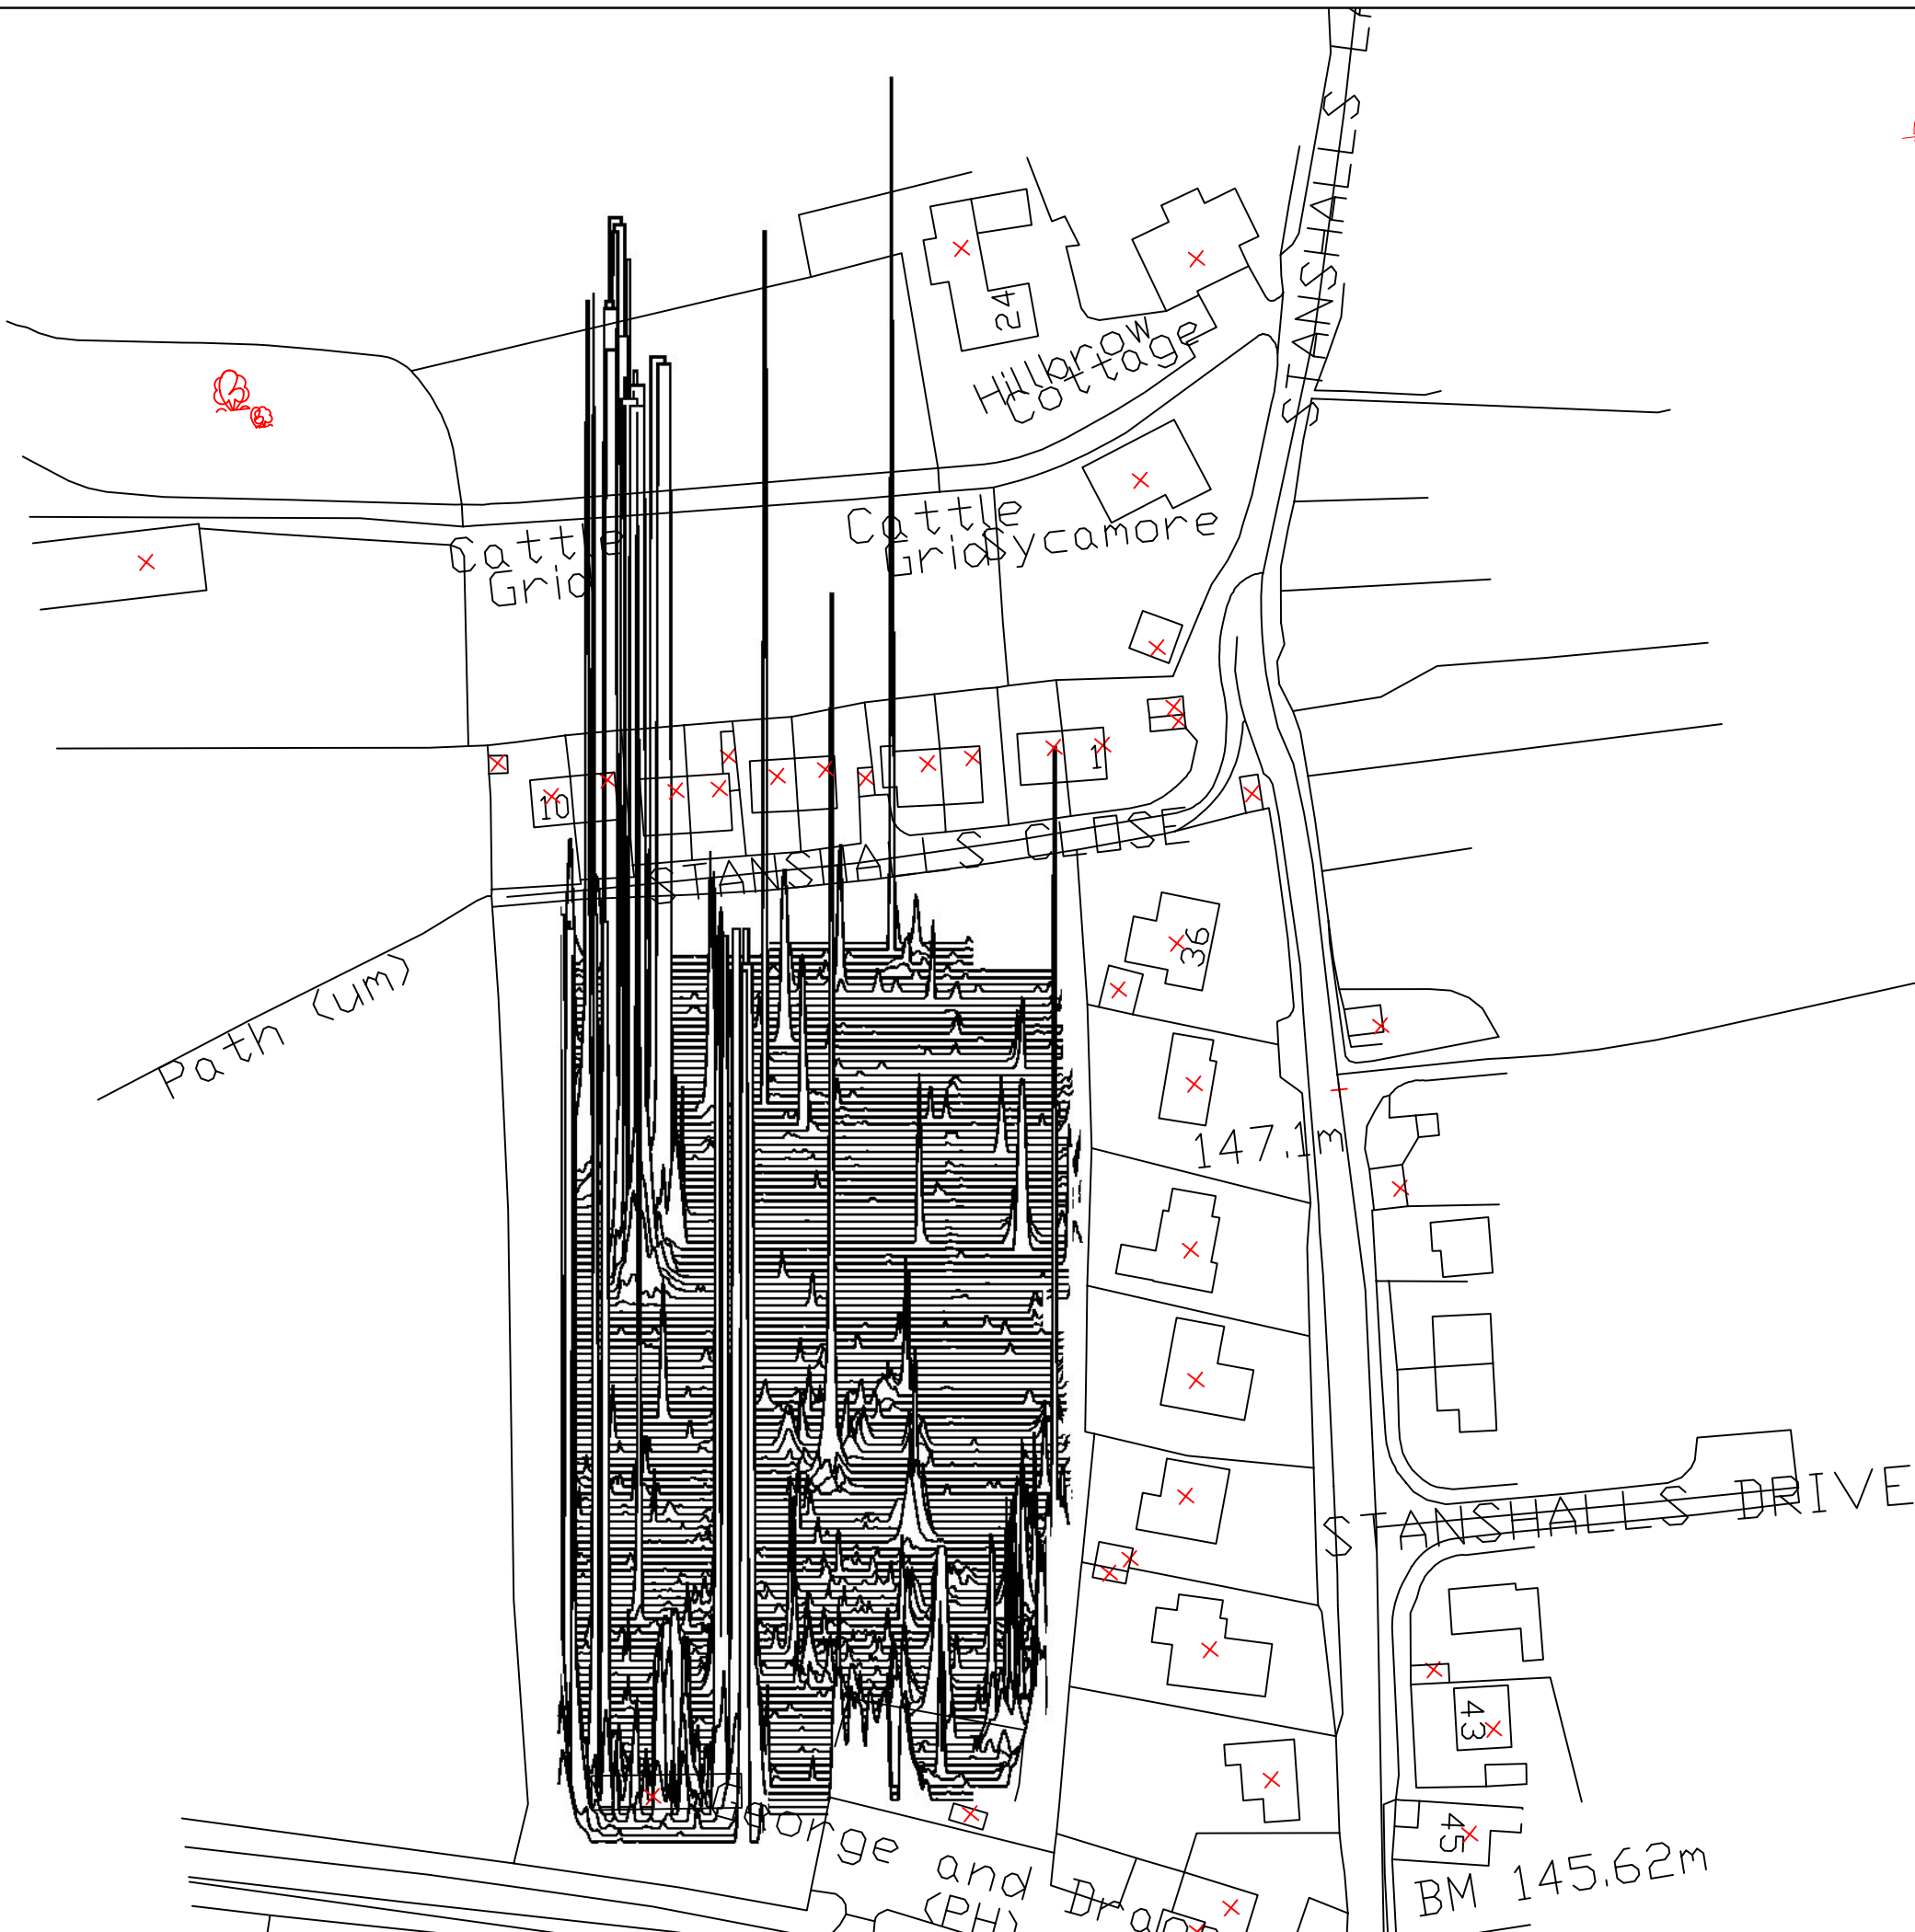 STANSHALLS
24
Hillbrow
Cottage
Cattle
Grid
Cattle
Grid
Sycamore
10
1
STANSHALLS CLOSE
36
Path (um)
147.1m
STANSHALLS DRIVE
43
45
George and Drag
(PH)
BM 145.62m